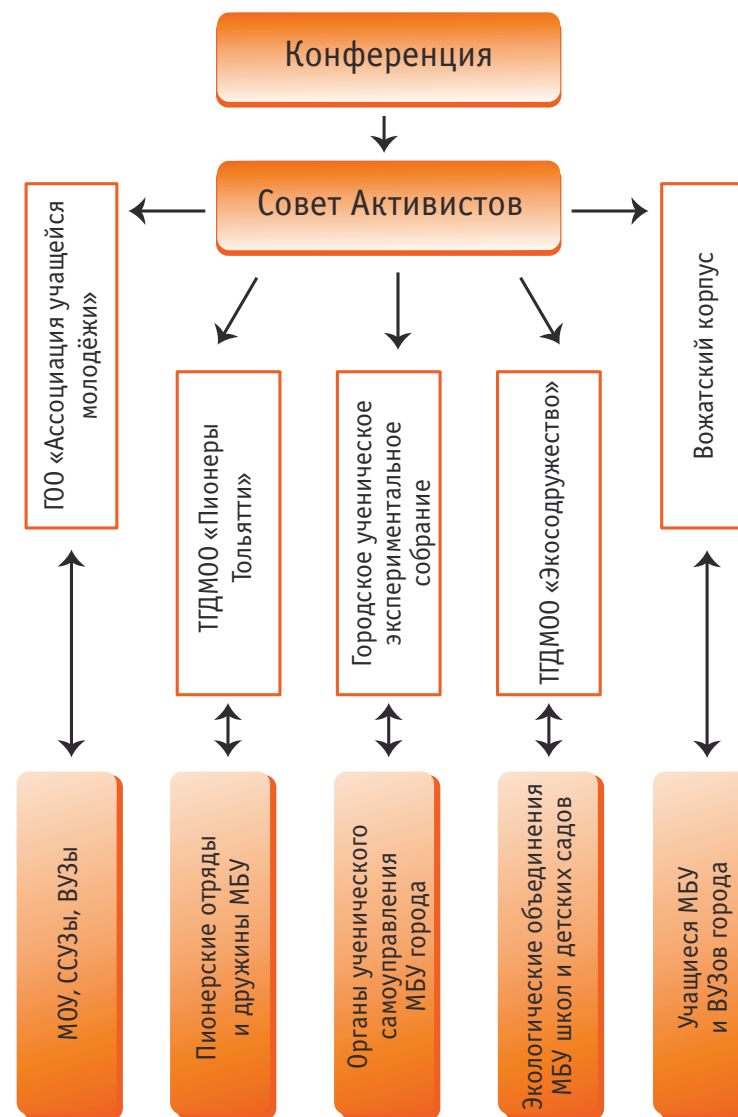 Конференция
Совет Активистов
ГОО «Ассоциация учащейся
молодёжи»
ТГДМОО «Пионеры
Тольятти»
Городское ученическое
экспериментальное
собрание
ТГДМОО «Экосодружество»
Вожатский корпус
МОУ, ССУЗы, ВУЗы
Пионерские отряды
и дружины МБУ
Органы ученического
самоуправления
МБУ города
Экологические объединения
МБУ школ и детских садов
Учащиеся МБУ
и ВУЗов города